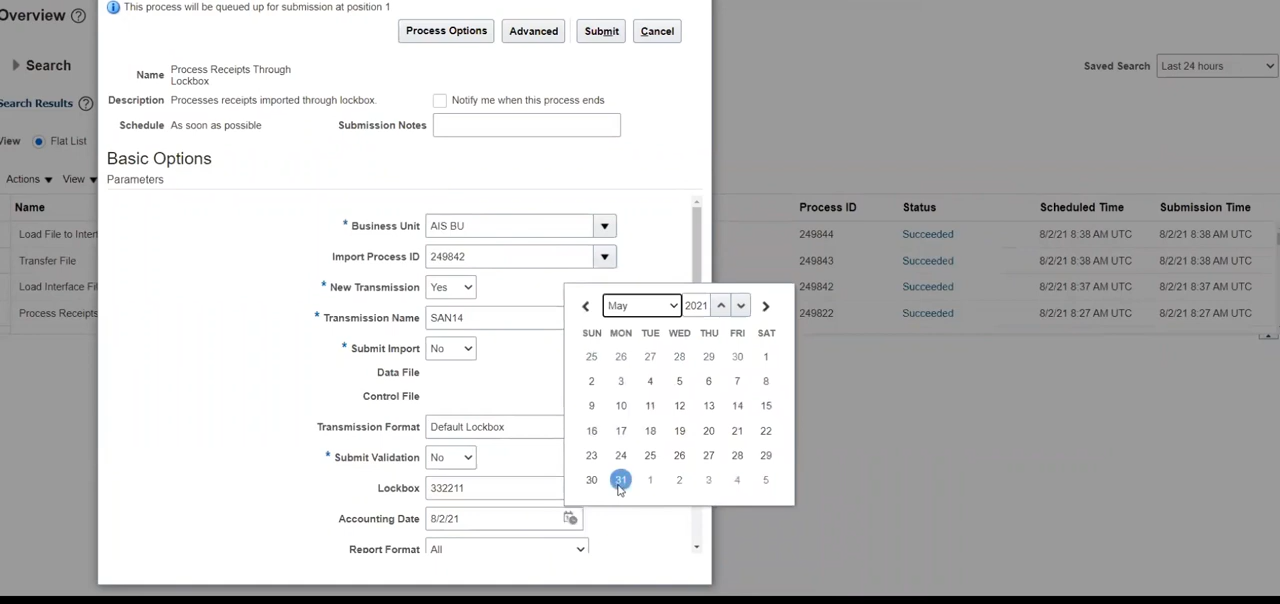 Overview
This process will be queued up for submission at position 1
Process Options Advanced Submit Cancel
Search
Saved Search Last 24 hours
Name Process Receipts Through
Lockbox
Search Results
Description Processes receipts imported through lockbox. Notify me when this process ends
Schedule As soon as possible Submission Notes
View Flat List
Basic Options
Actions View
Parameters
Name Process ID Status Scheduled Time Submission Time
Load File to Inter 249844 Succeeded 8/2/21 8:38 AM UTC 8/2/21 8:38 AM UTC
Transfer File 249843 Succeeded 8/2/21 8:38 AM UTC 8/2/21 8:38 AM UTC
Load Interface Fil 249842 Succeeded 8/2/21 8:37 AM UTC 8/2/21 8:37 AM UTC
Process Receipts 249822 Succeeded 8/2/21 8:27 AM UTC 8/2/21 8:27 AM UTC
* Business Unit AIS BU
Import Process ID 249842
* New Transmission Yes
* Transmission Name SAN14
* Submit Import No
Data File
Control File
Transmission Format Default Lockbox
* Submit Validation No
Lockbox 332211
Accounting Date 8/2/21
Report Format All
May 2021
SUN MON TUE WED THU FRI SAT
25 26 27 28 29 30 1
2 3 4 5 6 7 8
9 10 11 12 13 14 15
16 17 18 19 20 21 22
23 24 25 26 27 28 29
30 31 1 2 3 4 5